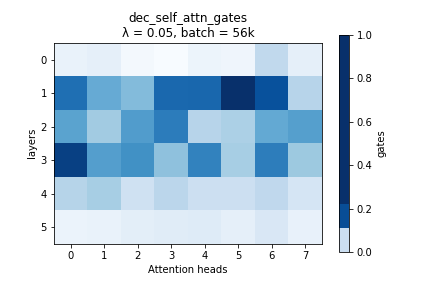 dec_self_attn_gates
λ = 0.05, batch = 56k
layers
0
1
2
3
4
5
0 1 2 3 4 5 6 7
Attention heads
1.0
0.8
0.6
0.4
0.2
0.0
gates